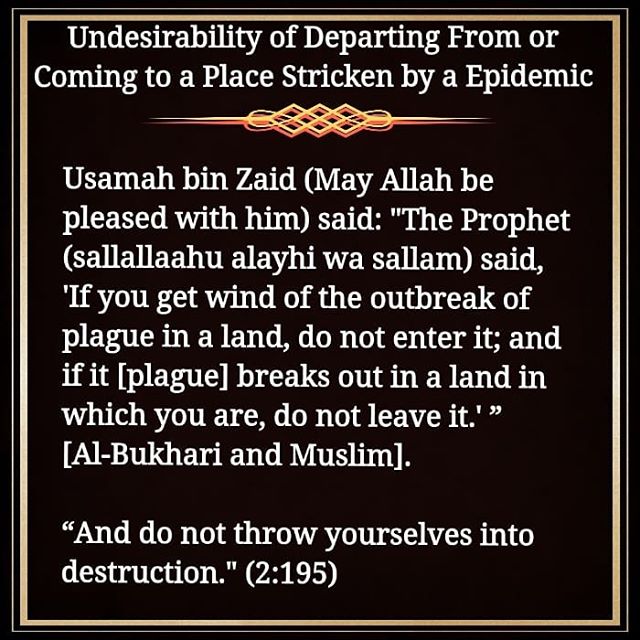 Undesirability of Departing From or
Coming to a Place Stricken by a Epidemic
Usamah bin Zaid (May Allah be
pleased with him) said: "The Prophet
(sallallaahu alayhi wa sallam) said,
'If you get wind of the outbreak of
plague in a land, do not enter it; and
if it [plague] breaks out in a land in
which you are, do not leave it.' ”
[Al-Bukhari and Muslim].
“And do not throw yourselves into
destruction." (2:195)